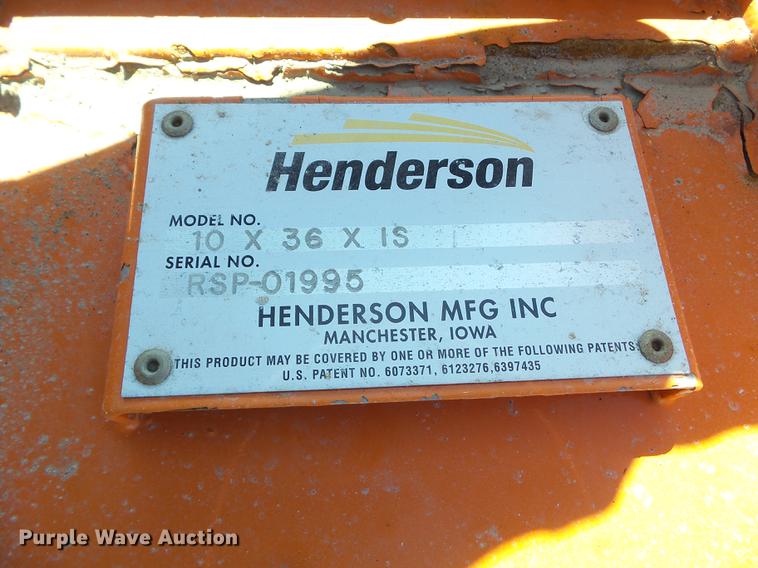 Henderson
MODEL NO.
10 X 36 X IS
SERIAL NO.
RSP-01995
HENDERSON MFG INC
MANCHESTER, IOWA
THIS PRODUCT MAY BE COVERED BY ONE OR MORE OF THE FOLLOWING PATENTS:
U.S. PATENT NO. 6073371, 6123276,6397435
Purple Wave Auction